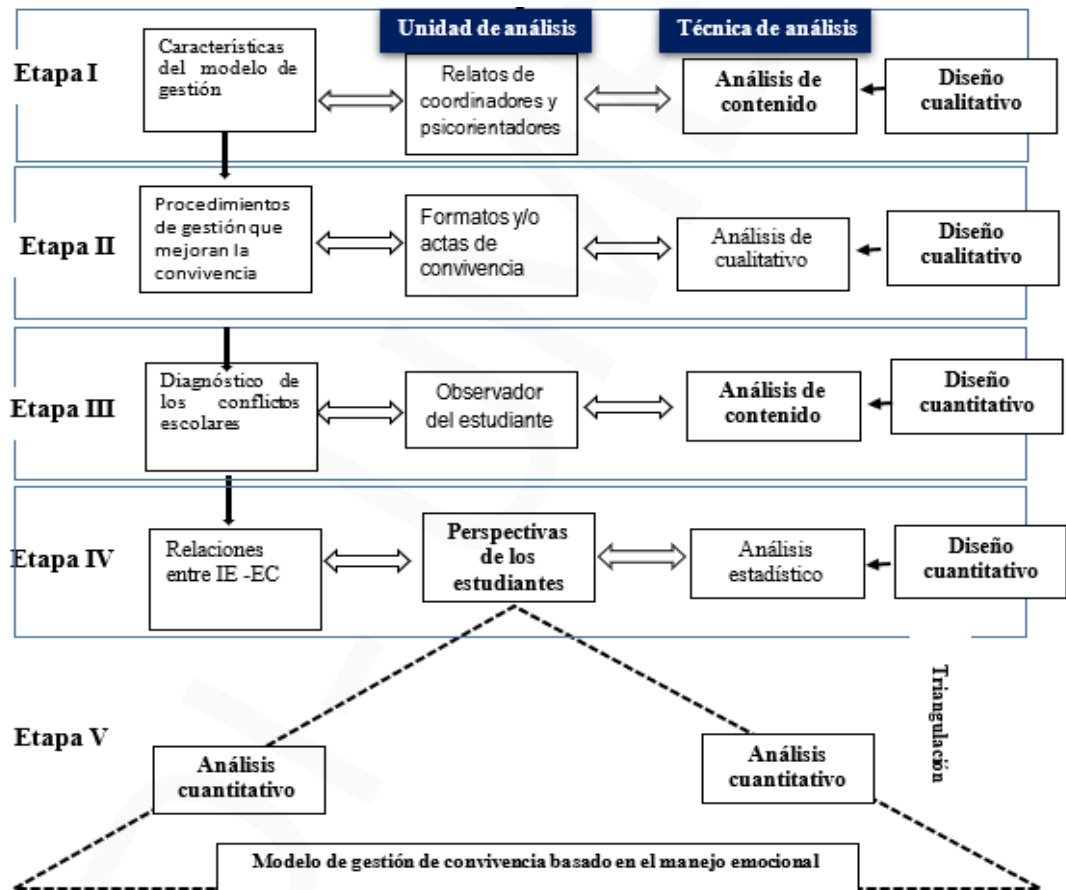 Unidad de análisis
Técnica de análisis
Etapa I
Características
del modelo de
gestión
Relatos de
coordinadores y
psicorientadores
Análisis de
contenido
Diseño
cualitativo
Etapa II
Procedimientos
de gestión que
mejoran la
convivencia
Formatos y/o
actas de
convivencia
Análisis de
cualitativo
Diseño
cualitativo
Etapa III
Diagnóstico de
los conflictos
escolares
Observador
del estudiante
Análisis de
contenido
Diseño
cuantitativo
Etapa IV
Relaciones
entre IE -EC
Perspectivas
de los
estudiantes
Análisis
estadístico
Diseño
cuantitativo
Triangulación
Etapa V
Análisis
cuantitativo
Análisis
cuantitativo
Modelo de gestión de convivencia basado en el manejo emocional